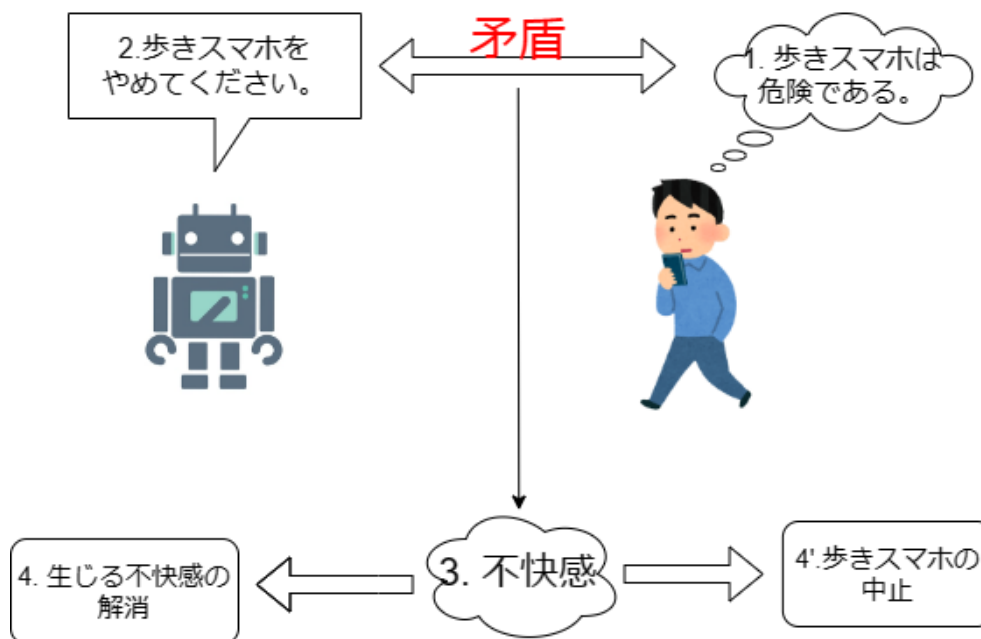 矛盾
2.歩きスマホを
やめてください。
1. 歩きスマホは
危険である。
3. 不快感
4. 生じる不快感の
解消
4'.歩きスマホの
中止